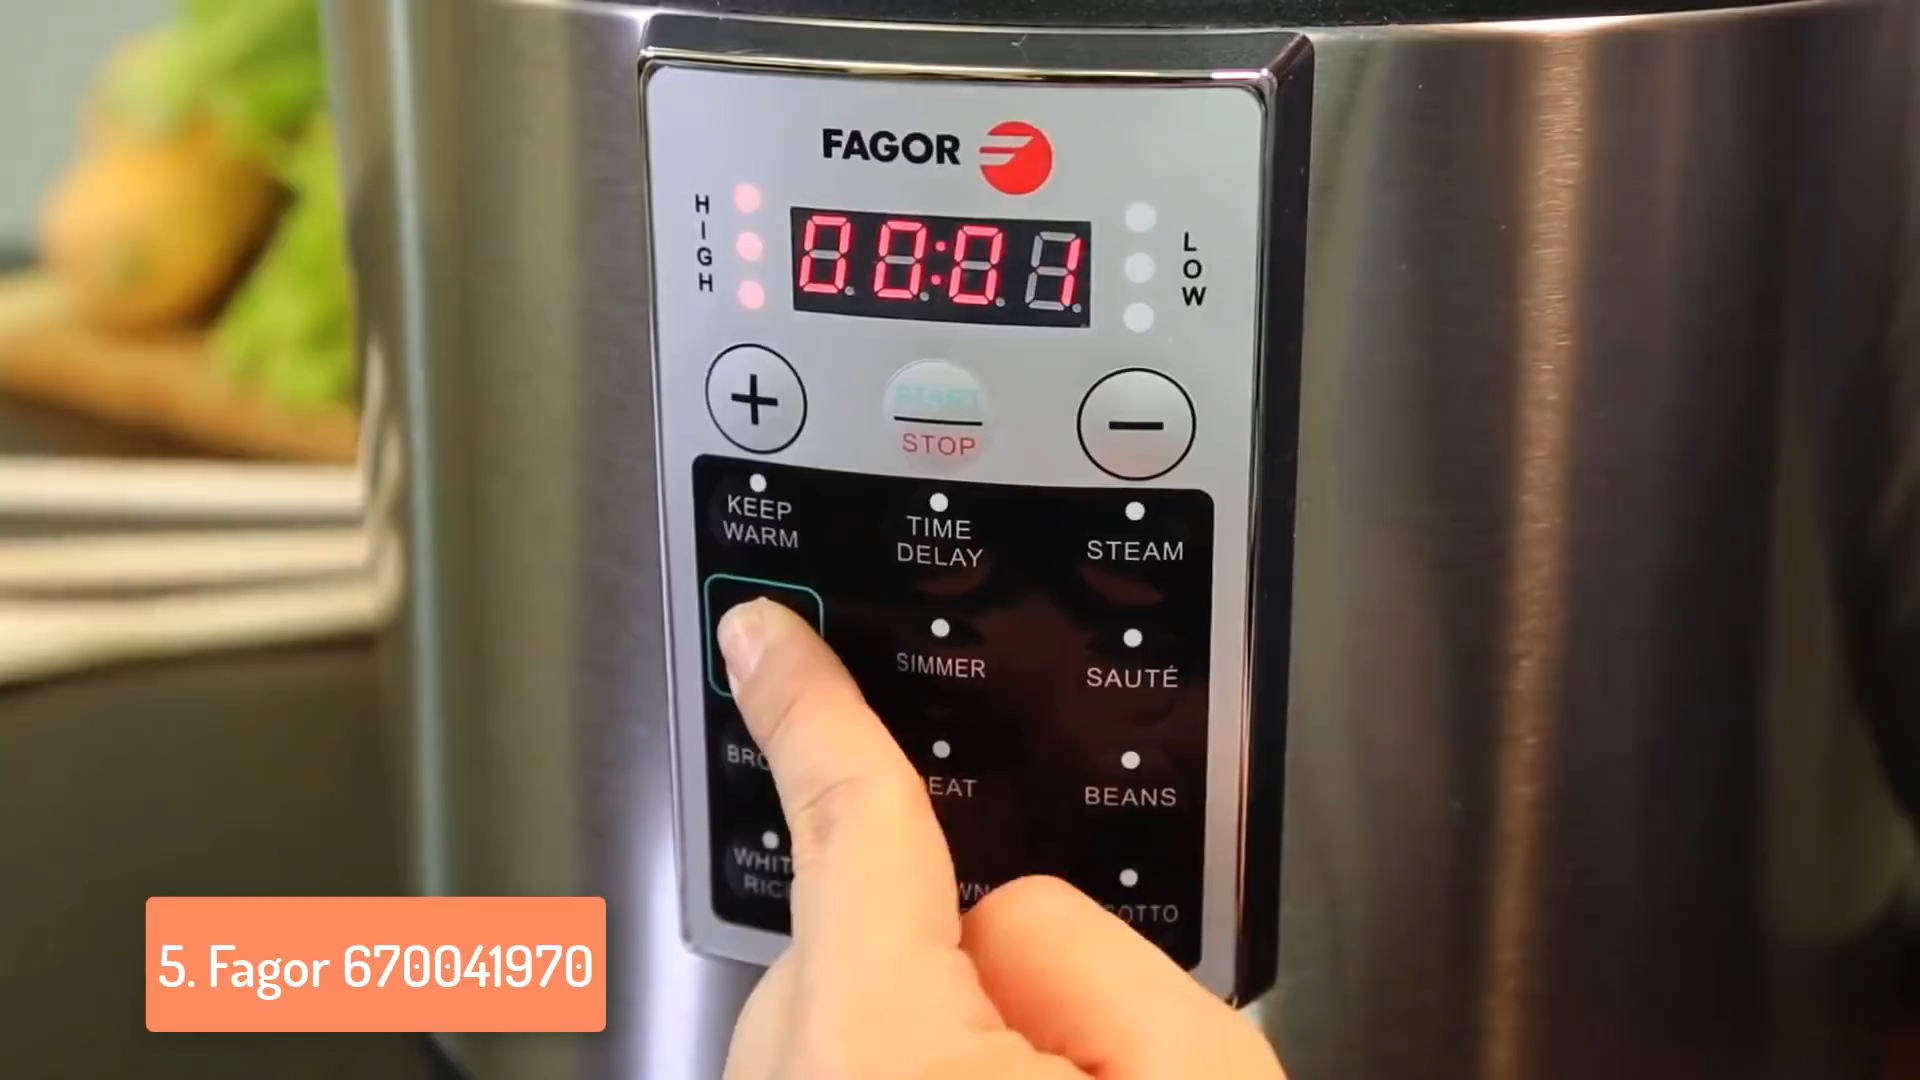 FAGOR
HIGH
00:01
LOW
+
START
STOP
−
KEEP
WARM
TIME
DELAY
STEAM
SIMMER
SAUTÉ
BEANS
5. Fagor 670041970